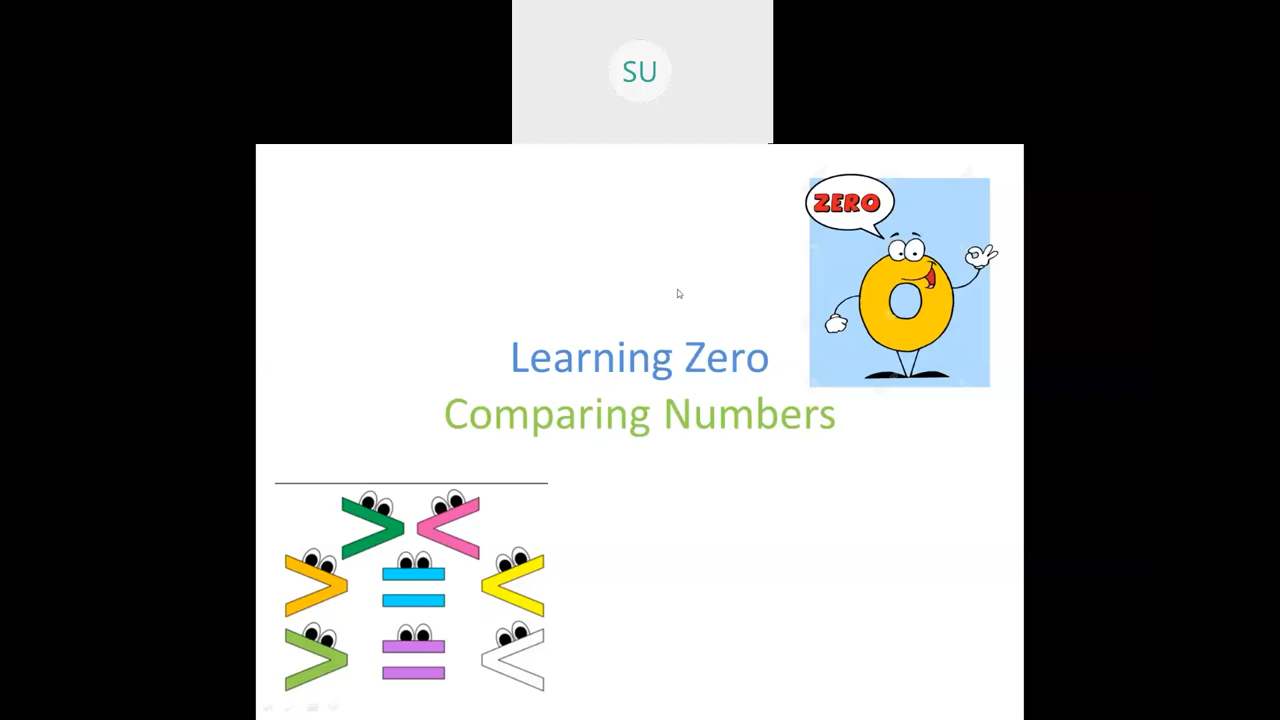 SU
ZERO
Learning Zero
Comparing Numbers
> <
> = <
> = <